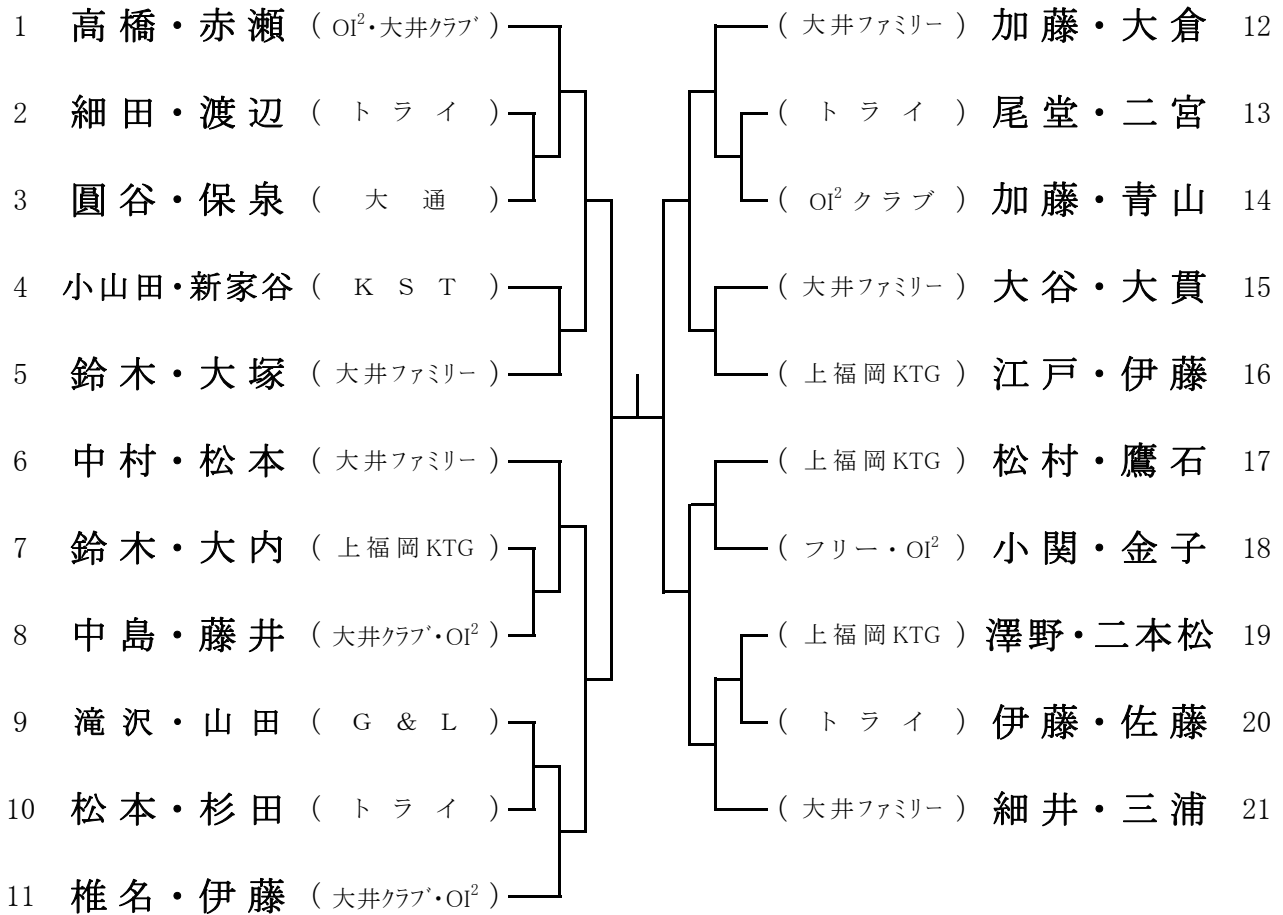 1 高橋・赤瀬 ( OI²・大井ｸﾗﾌﾞ )
2 細田・渡辺 ( トライ )
3 圓谷・保泉 ( 大通 )
4 小山田・新家谷 ( KST )
5 鈴木・大塚 ( 大井ファミリー )
6 中村・松本 ( 大井ファミリー )
7 鈴木・大内 ( 上福岡KTG )
8 中島・藤井 ( 大井ｸﾗﾌﾞ・OI² )
9 滝沢・山田 ( G & L )
10 松本・杉田 ( トライ )
11 椎名・伊藤 ( 大井ｸﾗﾌﾞ・OI² )
( 大井ファミリー ) 加藤・大倉 12
( トライ ) 尾堂・二宮 13
( OI² クラブ ) 加藤・青山 14
( 大井ファミリー ) 大谷・大貫 15
( 上福岡KTG ) 江戸・伊藤 16
( 上福岡KTG ) 松村・鷹石 17
( フリー・OI² ) 小関・金子 18
( 上福岡KTG ) 澤野・二本松 19
( トライ ) 伊藤・佐藤 20
( 大井ファミリー ) 細井・三浦 21